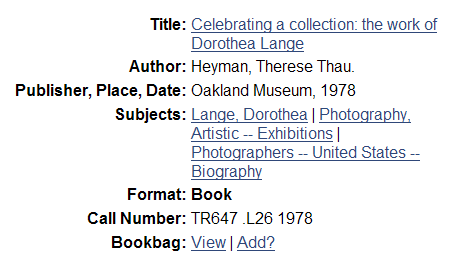 Title: Celebrating a collection: the work of
Dorothea Lange
Author: Heyman, Therese Thau.
Publisher, Place, Date: Oakland Museum, 1978
Subjects: Lange, Dorothea | Photography,
Artistic -- Exhibitions |
Photographers -- United States --
Biography
Format: Book
Call Number: TR647 .L26 1978
Bookbag: View | Add?